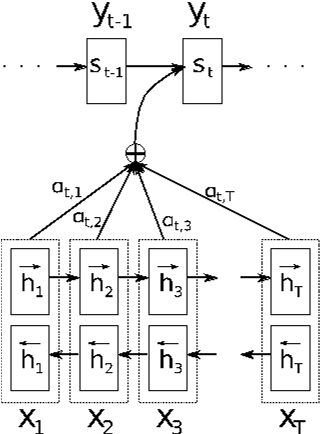 y_{t-1} y_t
. . . s_{t-1} s_t . . .
a_{t,1} a_{t,2} a_{t,3} a_{t,T}
\overrightarrow{h}_1 \overrightarrow{h}_2 \overrightarrow{h}_3 \overrightarrow{h}_T
\overleftarrow{h}_1 \overleftarrow{h}_2 \overleftarrow{h}_3 \overleftarrow{h}_T
x_1 x_2 x_3 x_T